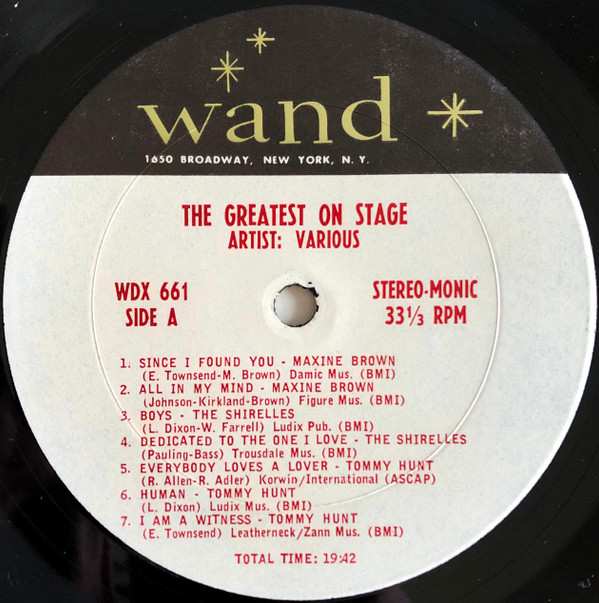 wand
1650 BROADWAY, NEW YORK, N. Y.
THE GREATEST ON STAGE
ARTIST: VARIOUS
WDX 661
SIDE A
STEREO-MONIC
33⅓ RPM
1. SINCE I FOUND YOU - MAXINE BROWN
(E. Townsend-M. Brown) Damic Mus. (BMI)
2. ALL IN MY MIND - MAXINE BROWN
(Johnson-Kirkland-Brown) Figure Mus. (BMI)
3. BOYS - THE SHIRELLES
(L. Dixon-W. Farrell) Ludix Pub. (BMI)
4. DEDICATED TO THE ONE I LOVE - THE SHIRELLES
(Pauling-Bass) Trousdale Mus. (BMI)
5. EVERYBODY LOVES A LOVER - TOMMY HUNT
(R. Allen-R. Adler) Korwin/International (ASCAP)
6. HUMAN - TOMMY HUNT
(L. Dixon) Ludix Mus. (BMI)
7. I AM A WITNESS - TOMMY HUNT
(E. Townsend) Leatherneck/Zann Mus. (BMI)
TOTAL TIME: 19:42